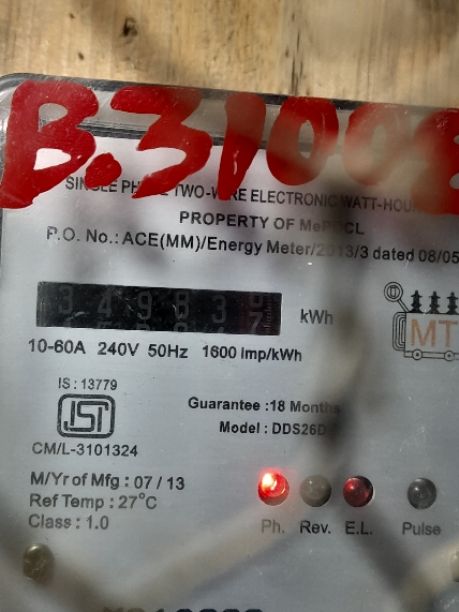 B.3100
SINGLE PHASE TWO-WIRE ELECTRONIC WATT-HOUR
PROPERTY OF MePDCL
P.O. No.: ACE(MM)/Energy Meter/2013/3 dated 08/05
kWh
MT
10-60A 240V 50Hz 1600 Imp/kWh
IS : 13779
ISI
Guarantee :18 Months
Model : DDS26D
CM/L-3101324
M/Yr of Mfg : 07 / 13
Ref Temp : 27°C
Class : 1.0
Ph. Rev. E.L. Pulse